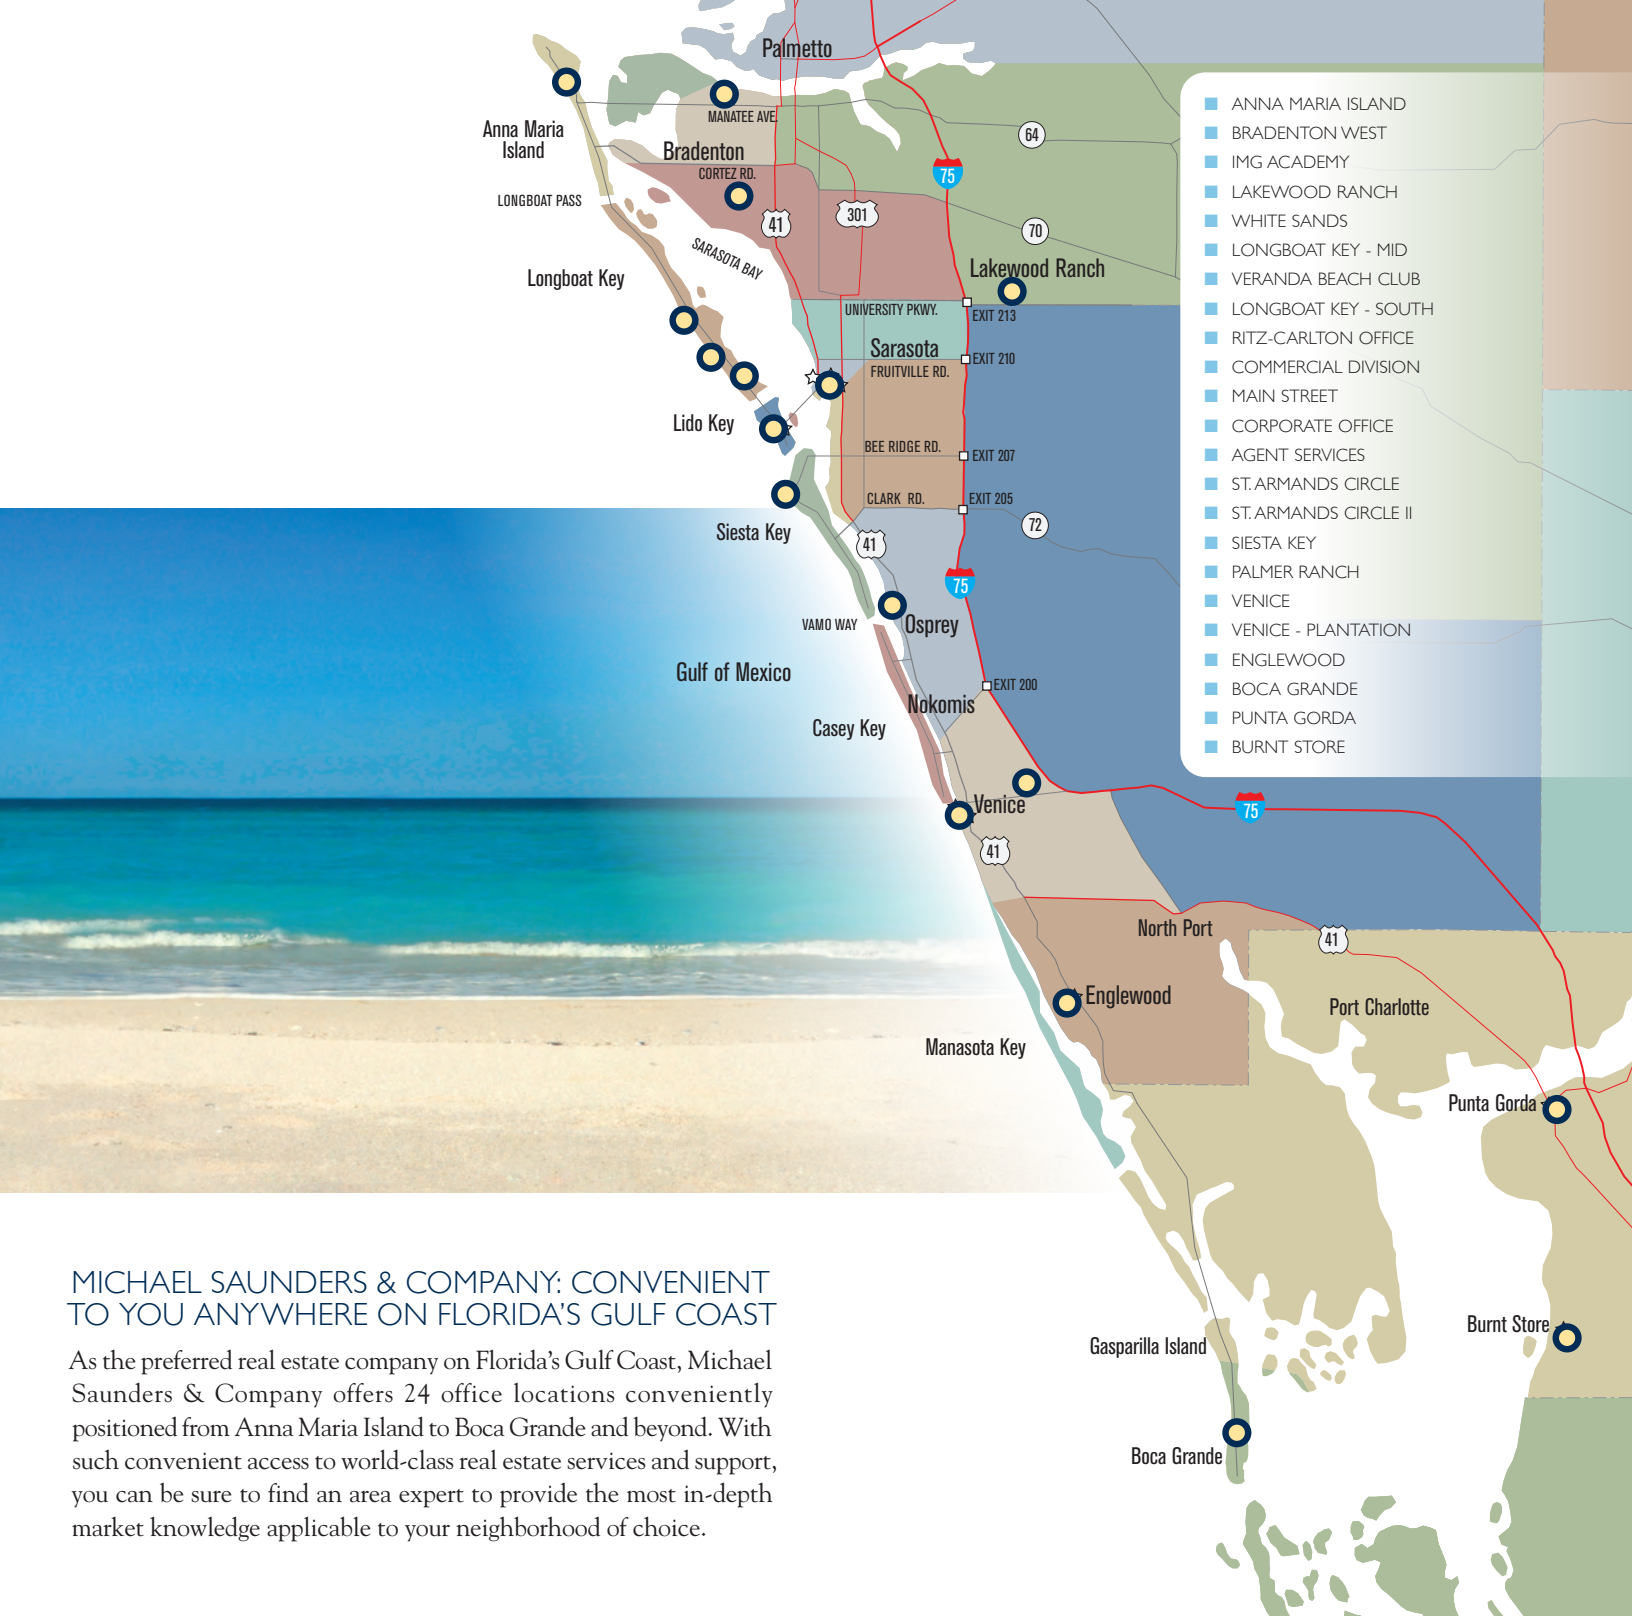 Palmetto
MANATEE AVE.
Anna Maria
Island
Bradenton
CORTEZ RD.
LONGBOAT PASS
64
75
41
301
70
SARASOTA BAY
Longboat Key
Lakewood Ranch
UNIVERSITY PKWY.
EXIT 213
Sarasota
EXIT 210
FRUITVILLE RD.
Lido Key
BEE RIDGE RD.
EXIT 207
CLARK RD.
EXIT 205
72
Siesta Key
41
75
VAMO WAY
Osprey
Gulf of Mexico
EXIT 200
Nokomis
Casey Key
Venice
75
41
North Port
41
Englewood
Port Charlotte
Manasota Key
Punta Gorda
Burnt Store
Gasparilla Island
Boca Grande
ANNA MARIA ISLAND
BRADENTON WEST
IMG ACADEMY
LAKEWOOD RANCH
WHITE SANDS
LONGBOAT KEY - MID
VERANDA BEACH CLUB
LONGBOAT KEY - SOUTH
RITZ-CARLTON OFFICE
COMMERCIAL DIVISION
MAIN STREET
CORPORATE OFFICE
AGENT SERVICES
ST. ARMANDS CIRCLE
ST. ARMANDS CIRCLE II
SIESTA KEY
PALMER RANCH
VENICE
VENICE - PLANTATION
ENGLEWOOD
BOCA GRANDE
PUNTA GORDA
BURNT STORE
MICHAEL SAUNDERS & COMPANY: CONVENIENT
TO YOU ANYWHERE ON FLORIDA'S GULF COAST
As the preferred real estate company on Florida's Gulf Coast, Michael
Saunders & Company offers 24 office locations conveniently
positioned from Anna Maria Island to Boca Grande and beyond. With
such convenient access to world-class real estate services and support,
you can be sure to find an area expert to provide the most in-depth
market knowledge applicable to your neighborhood of choice.